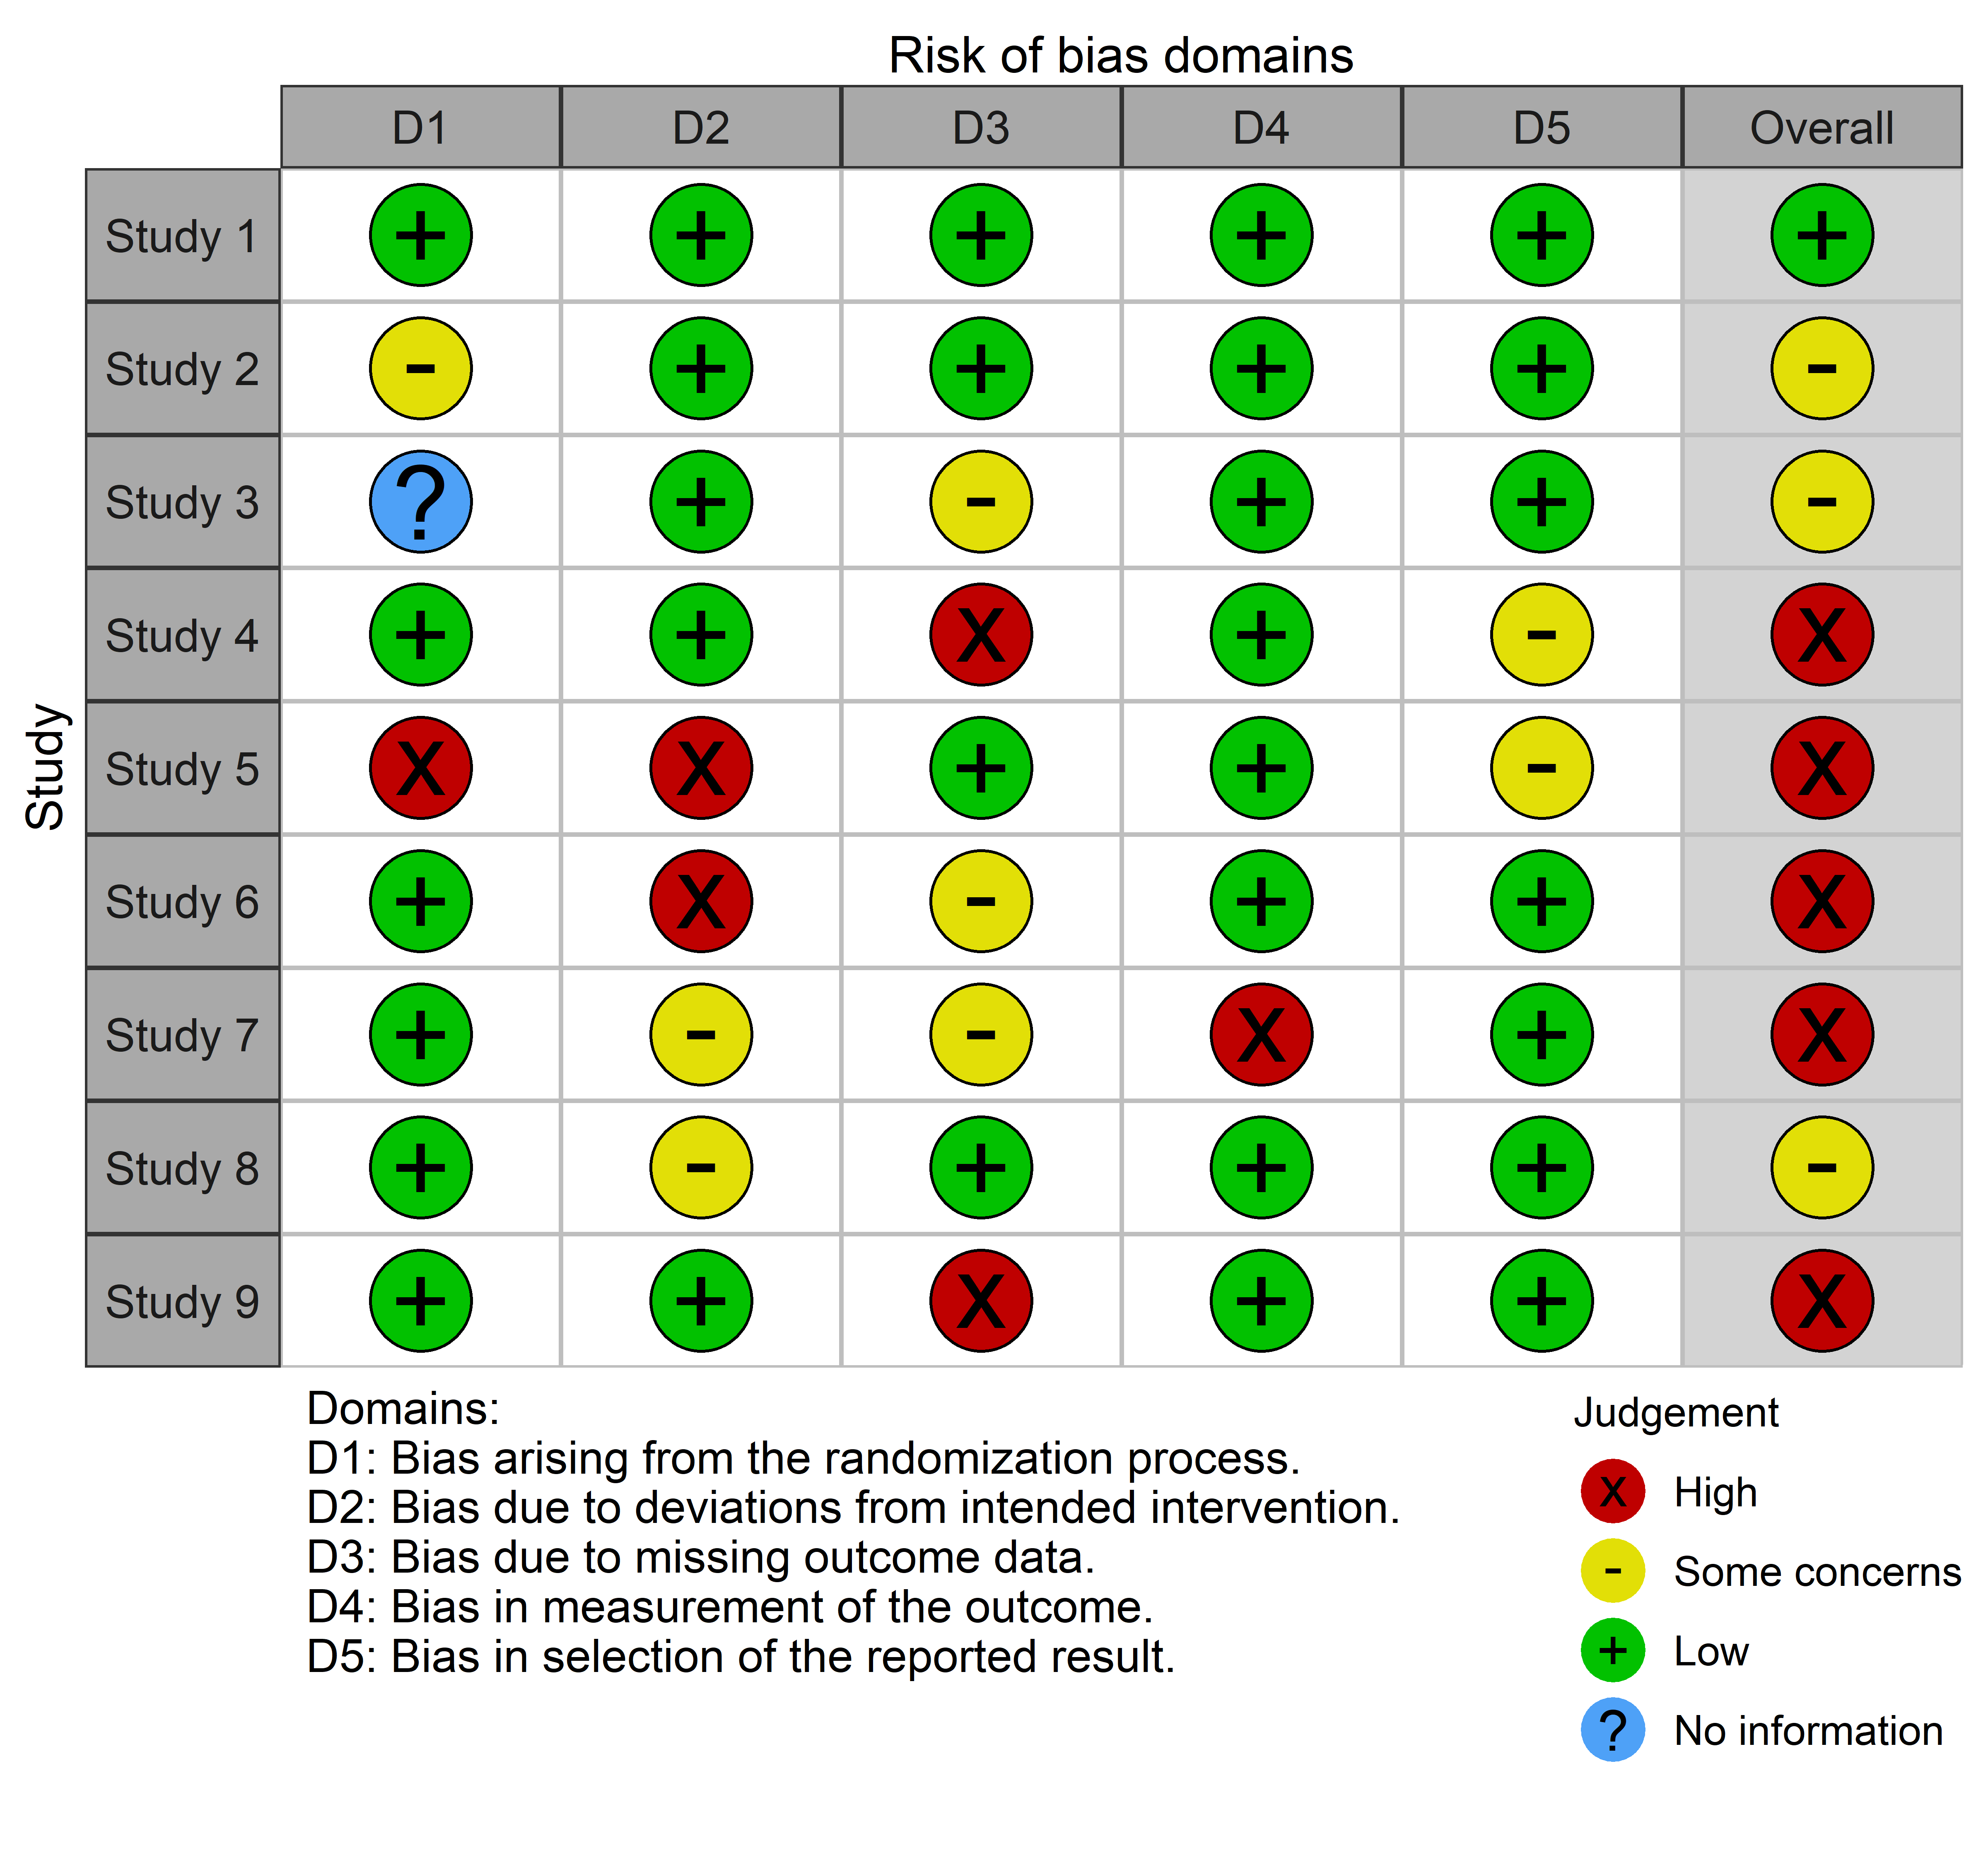 Risk of bias domains
D1 D2 D3 D4 D5 Overall
Study 1 + + + + + +
Study 2 - + + + + -
Study 3 ? + - + + -
Study 4 + + X + - X
Study 5 X X + + - X
Study 6 + X - + + X
Study 7 + - - X + X
Study 8 + - + + + -
Study 9 + + X + + X
Study
Domains:
D1: Bias arising from the randomization process.
D2: Bias due to deviations from intended intervention.
D3: Bias due to missing outcome data.
D4: Bias in measurement of the outcome.
D5: Bias in selection of the reported result.
Judgement
X High
- Some concerns
+ Low
? No information